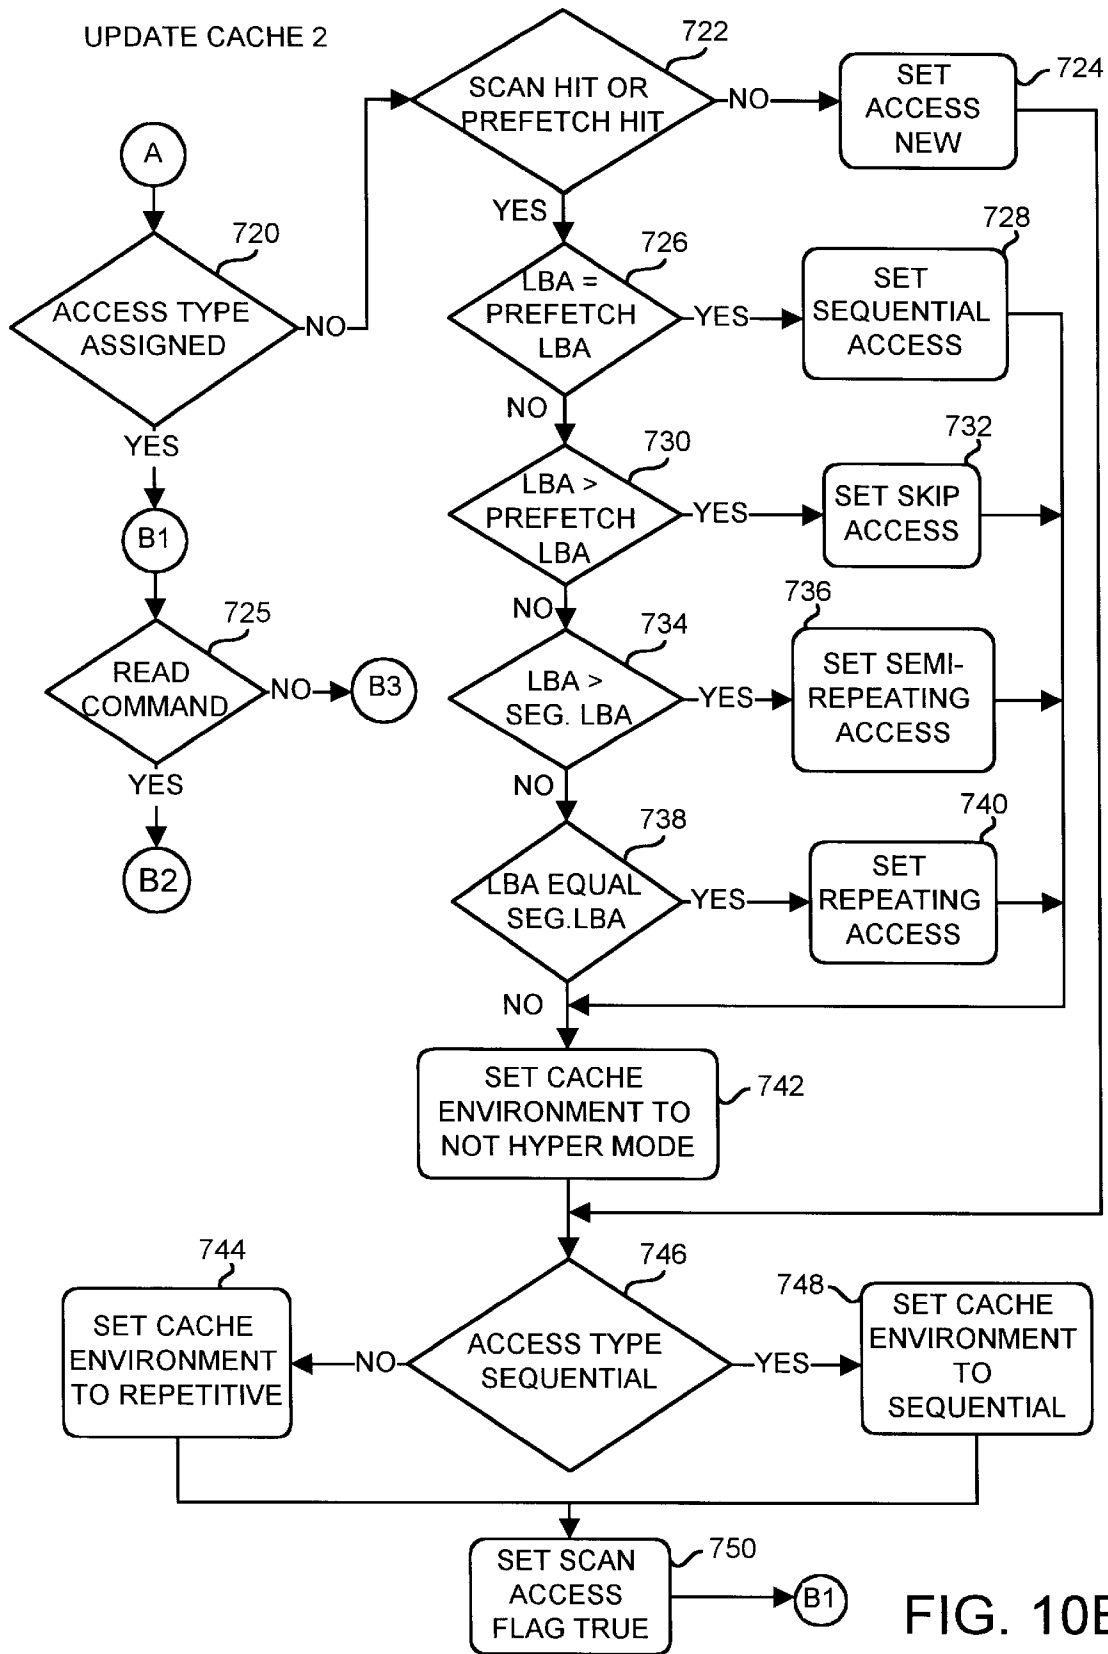 UPDATE CACHE 2
722
SCAN HIT OR
PREFETCH HIT
NO
SET
ACCESS
NEW
724
A
YES
720
ACCESS TYPE
ASSIGNED
NO
726
LBA =
PREFETCH
LBA
YES
728
SET
SEQUENTIAL
ACCESS
YES
NO
B1
730
LBA >
PREFETCH
LBA
YES
732
SET SKIP
ACCESS
725
READ
COMMAND
NO
B3
NO
734
LBA >
SEG. LBA
YES
736
SET SEMI-
REPEATING
ACCESS
YES
B2
NO
738
LBA EQUAL
SEG.LBA
YES
740
SET
REPEATING
ACCESS
NO
SET CACHE
ENVIRONMENT TO
NOT HYPER MODE
742
744
SET CACHE
ENVIRONMENT
TO REPETITIVE
NO
746
ACCESS TYPE
SEQUENTIAL
YES
748
SET CACHE
ENVIRONMENT
TO
SEQUENTIAL
SET SCAN
ACCESS
FLAG TRUE
750
B1
FIG. 10B